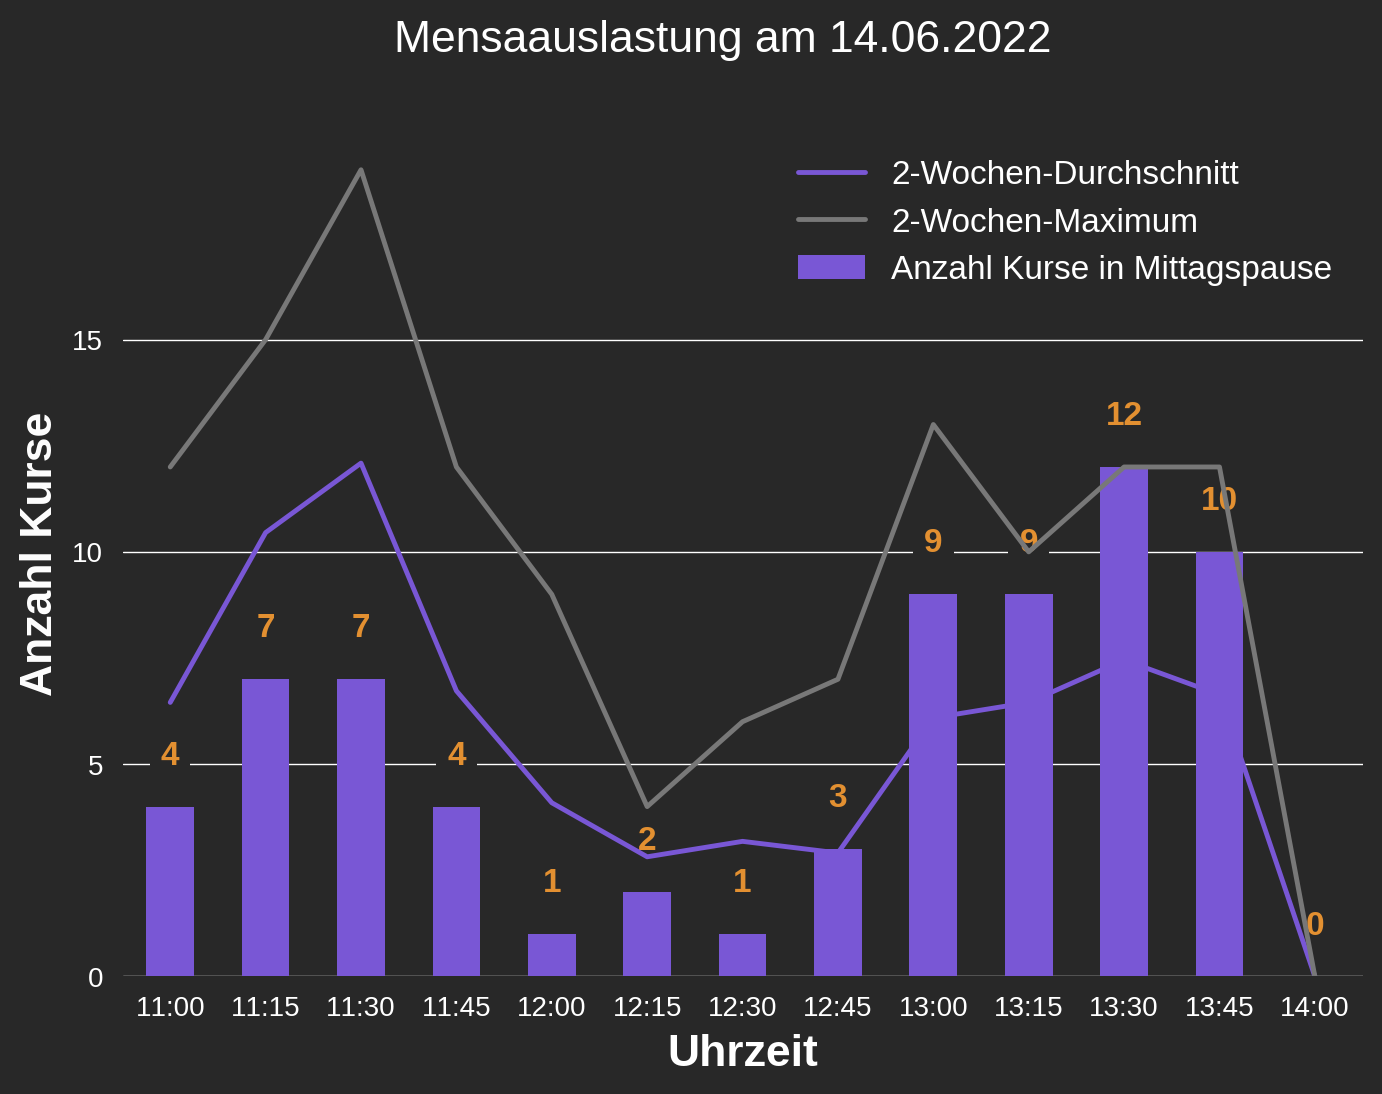 Mensaauslastung am 14.06.2022
2-Wochen-Durchschnitt
2-Wochen-Maximum
Anzahl Kurse in Mittagspause
Anzahl Kurse
15
10
5
0
4
7
7
4
1
2
1
3
9
9
12
10
0
11:00 11:15 11:30 11:45 12:00 12:15 12:30 12:45 13:00 13:15 13:30 13:45 14:00
Uhrzeit